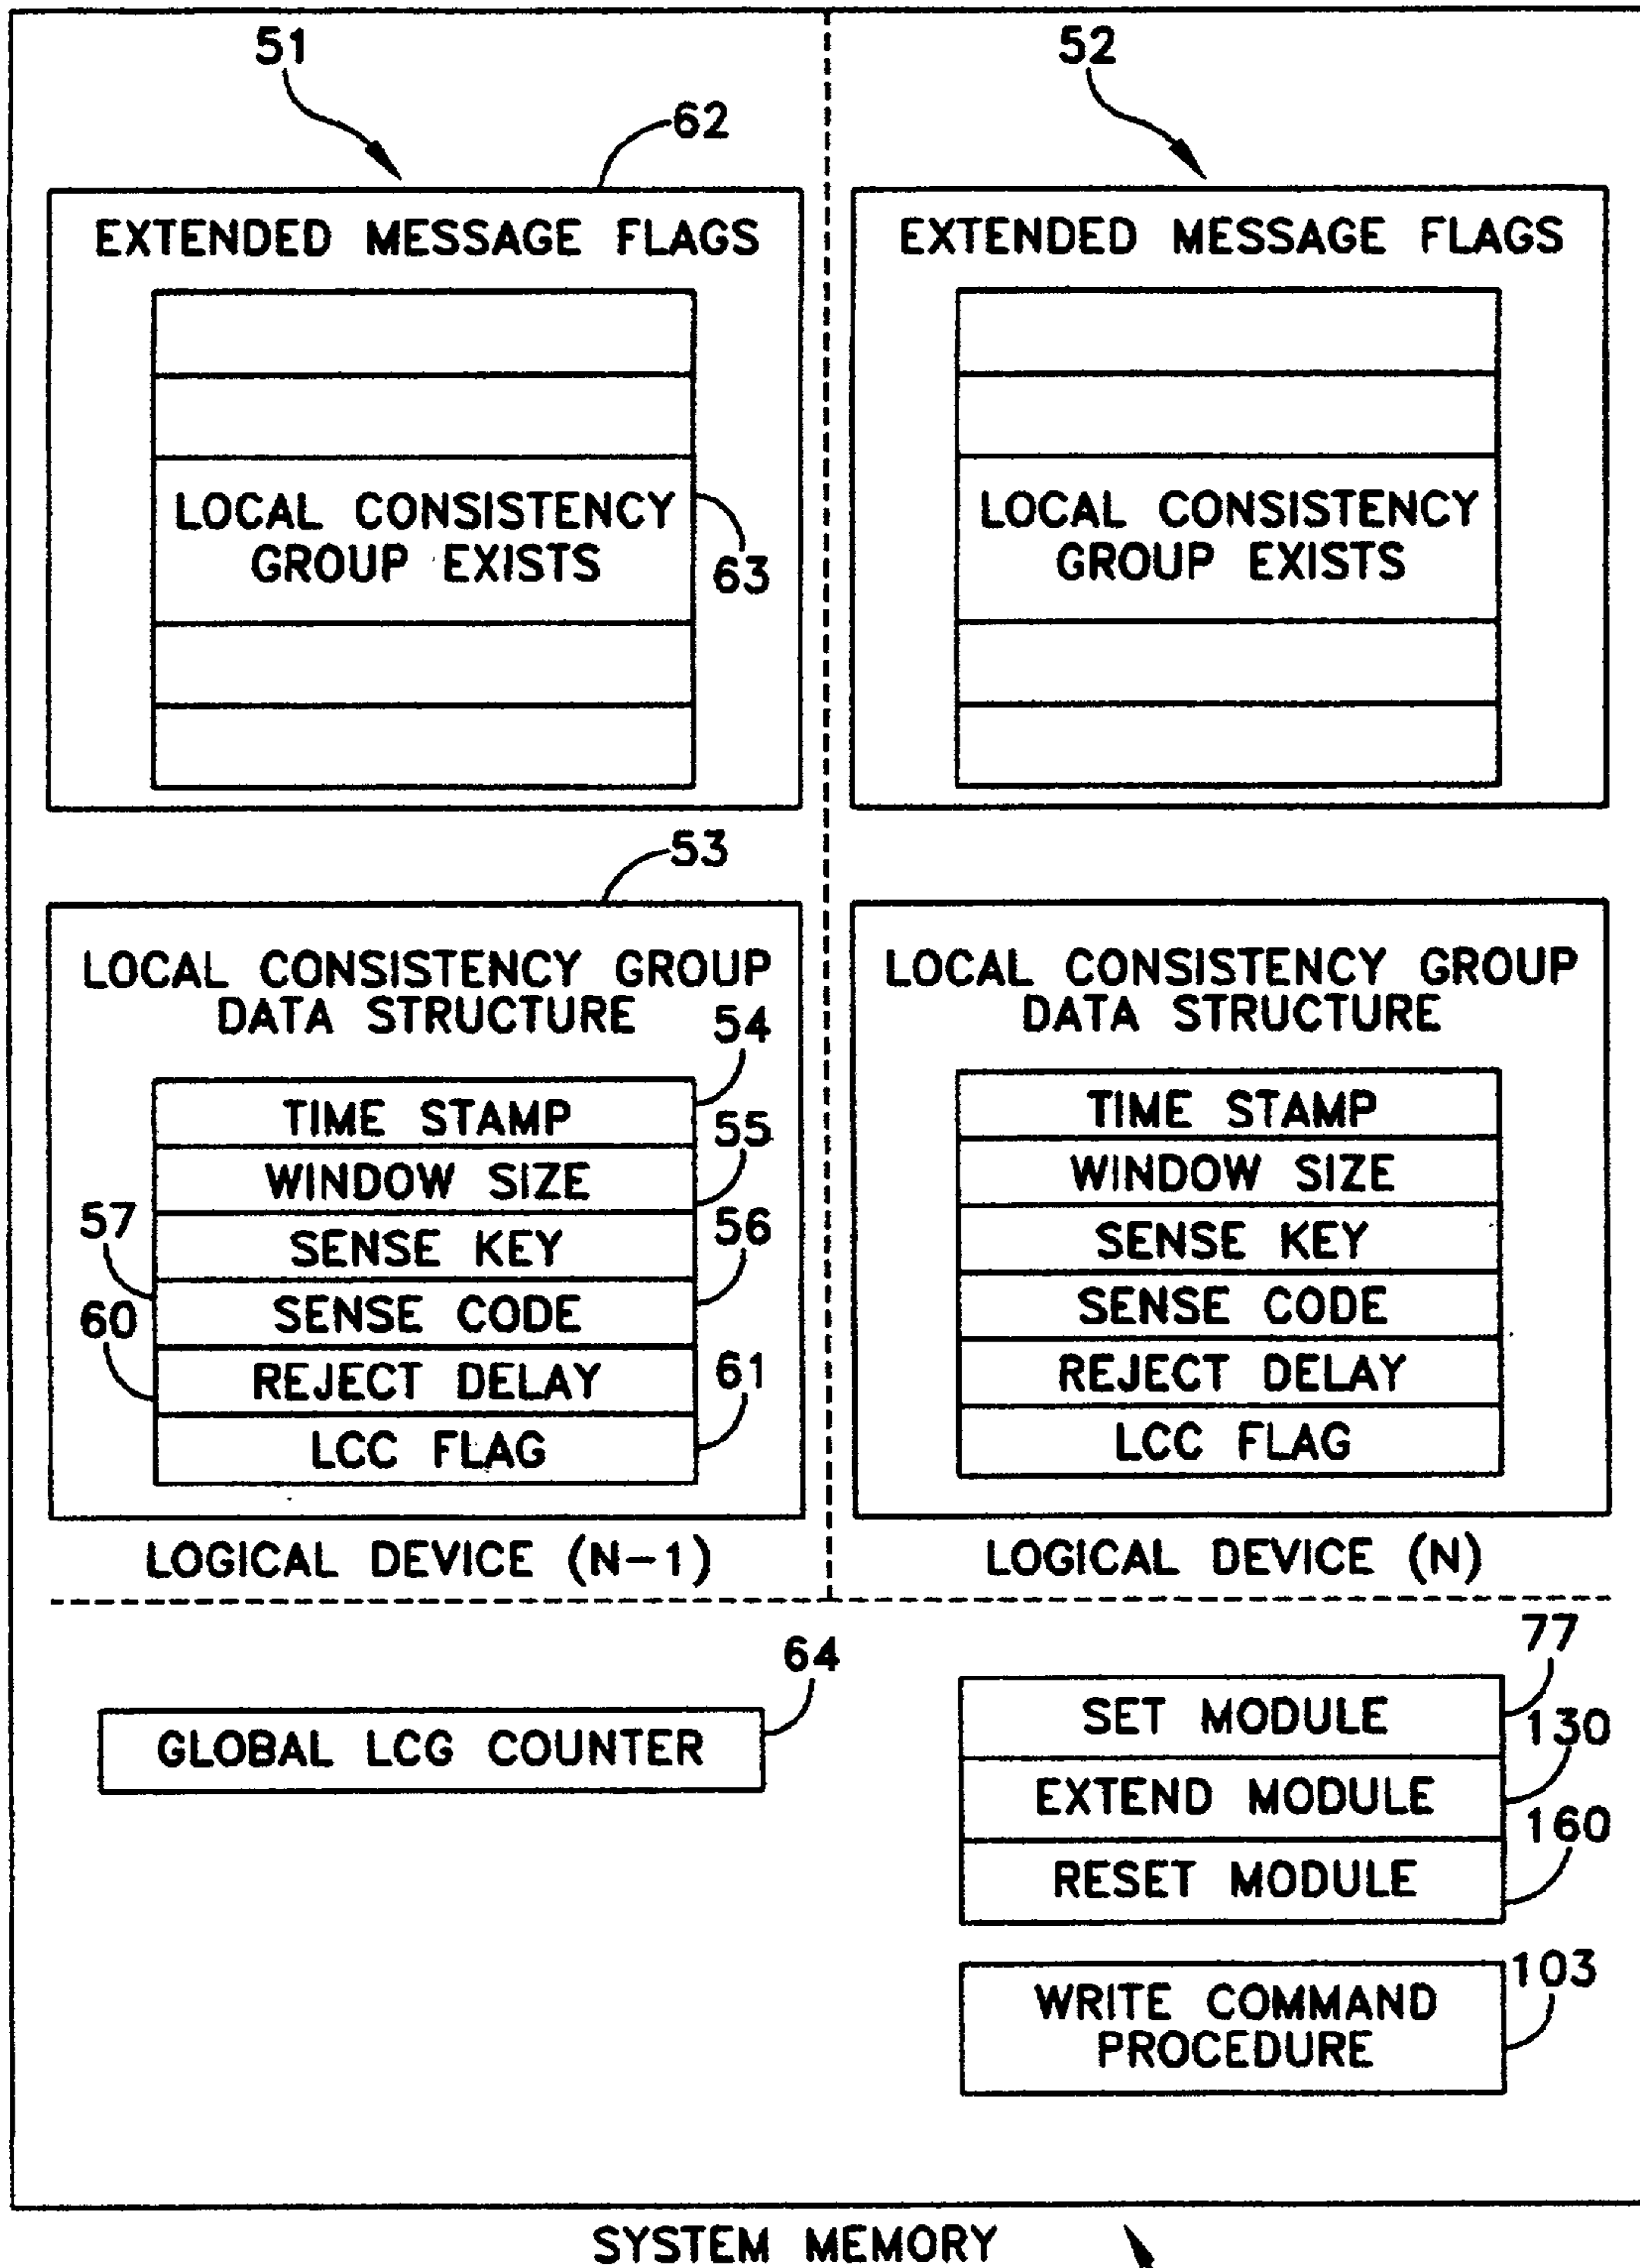 51
52
62
EXTENDED MESSAGE FLAGS
EXTENDED MESSAGE FLAGS
LOCAL CONSISTENCY
GROUP EXISTS
63
LOCAL CONSISTENCY
GROUP EXISTS
53
LOCAL CONSISTENCY GROUP
DATA STRUCTURE
54
TIME STAMP
55
WINDOW SIZE
57
56
SENSE KEY
SENSE CODE
60
61
REJECT DELAY
LCC FLAG
LOCAL CONSISTENCY GROUP
DATA STRUCTURE
TIME STAMP
WINDOW SIZE
SENSE KEY
SENSE CODE
REJECT DELAY
LCC FLAG
LOGICAL DEVICE (N-1)
LOGICAL DEVICE (N)
64
GLOBAL LCG COUNTER
77
SET MODULE
130
EXTEND MODULE
160
RESET MODULE
103
WRITE COMMAND
PROCEDURE
SYSTEM MEMORY